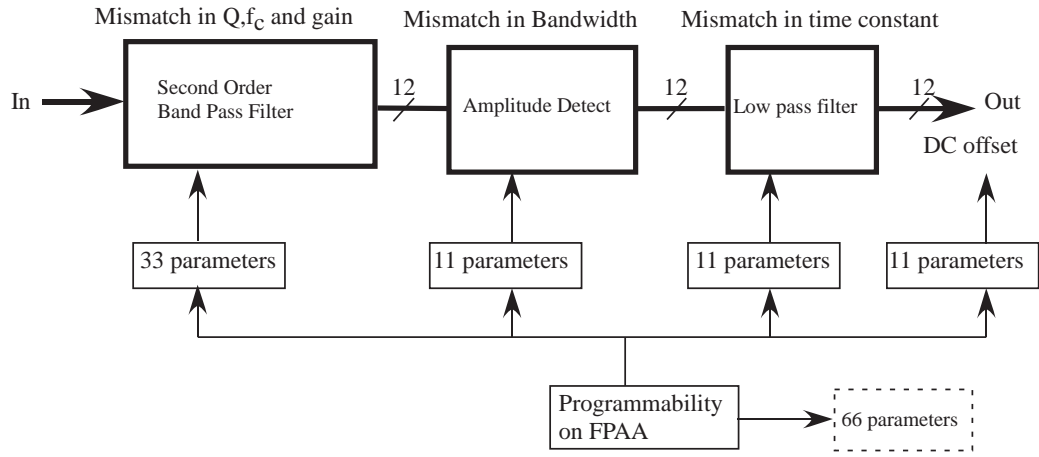 Mismatch in Q,fc and gain
Mismatch in Bandwidth
Mismatch in time constant
In
Second Order
Band Pass Filter
12
Amplitude Detect
12
Low pass filter
12
Out
DC offset
33 parameters
11 parameters
11 parameters
11 parameters
Programmability
on FPAA
66 parameters